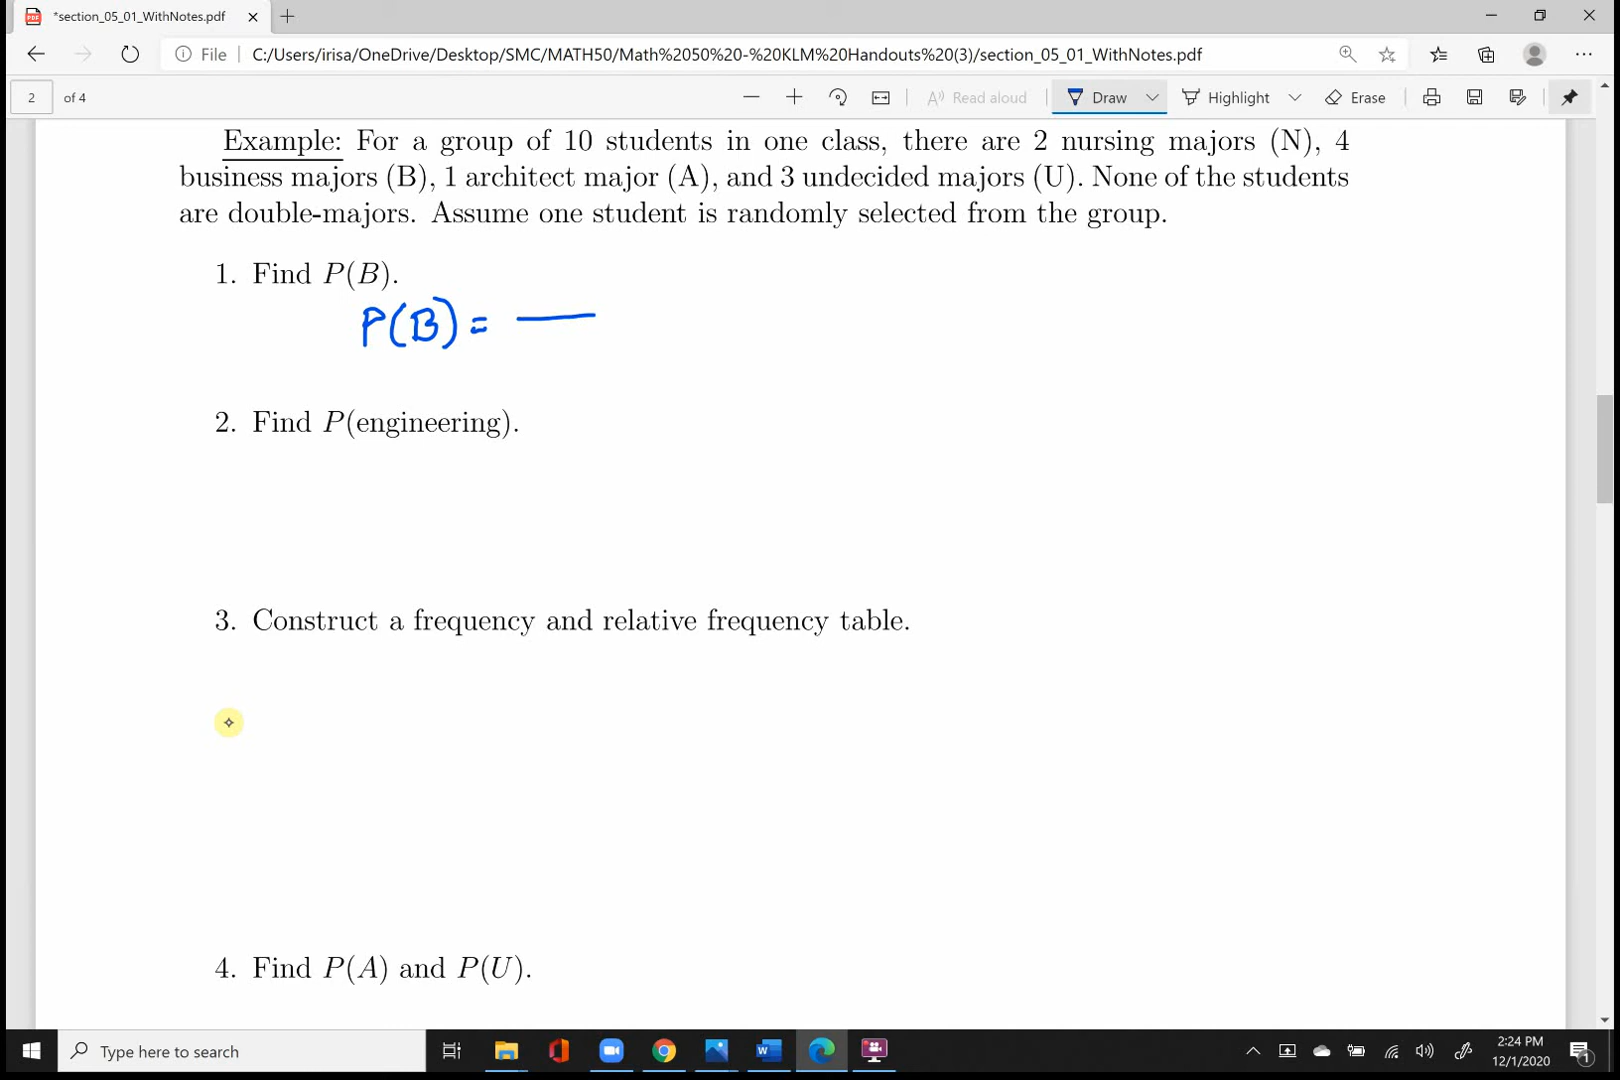 *section_05_01_WithNotes.pdf
File C:/Users/irisa/OneDrive/Desktop/SMC/MATH50/Math%2050%20-%20KLM%20Handouts%20(3)/section_05_01_WithNotes.pdf
2 of 4 Read aloud Draw Highlight Erase
Example: For a group of 10 students in one class, there are 2 nursing majors (N), 4
business majors (B), 1 architect major (A), and 3 undecided majors (U). None of the students
are double-majors. Assume one student is randomly selected from the group.
1. Find P(B).
P(B) = —
2. Find P(engineering).
3. Construct a frequency and relative frequency table.
4. Find P(A) and P(U).
Type here to search
2:24 PM
12/1/2020
1